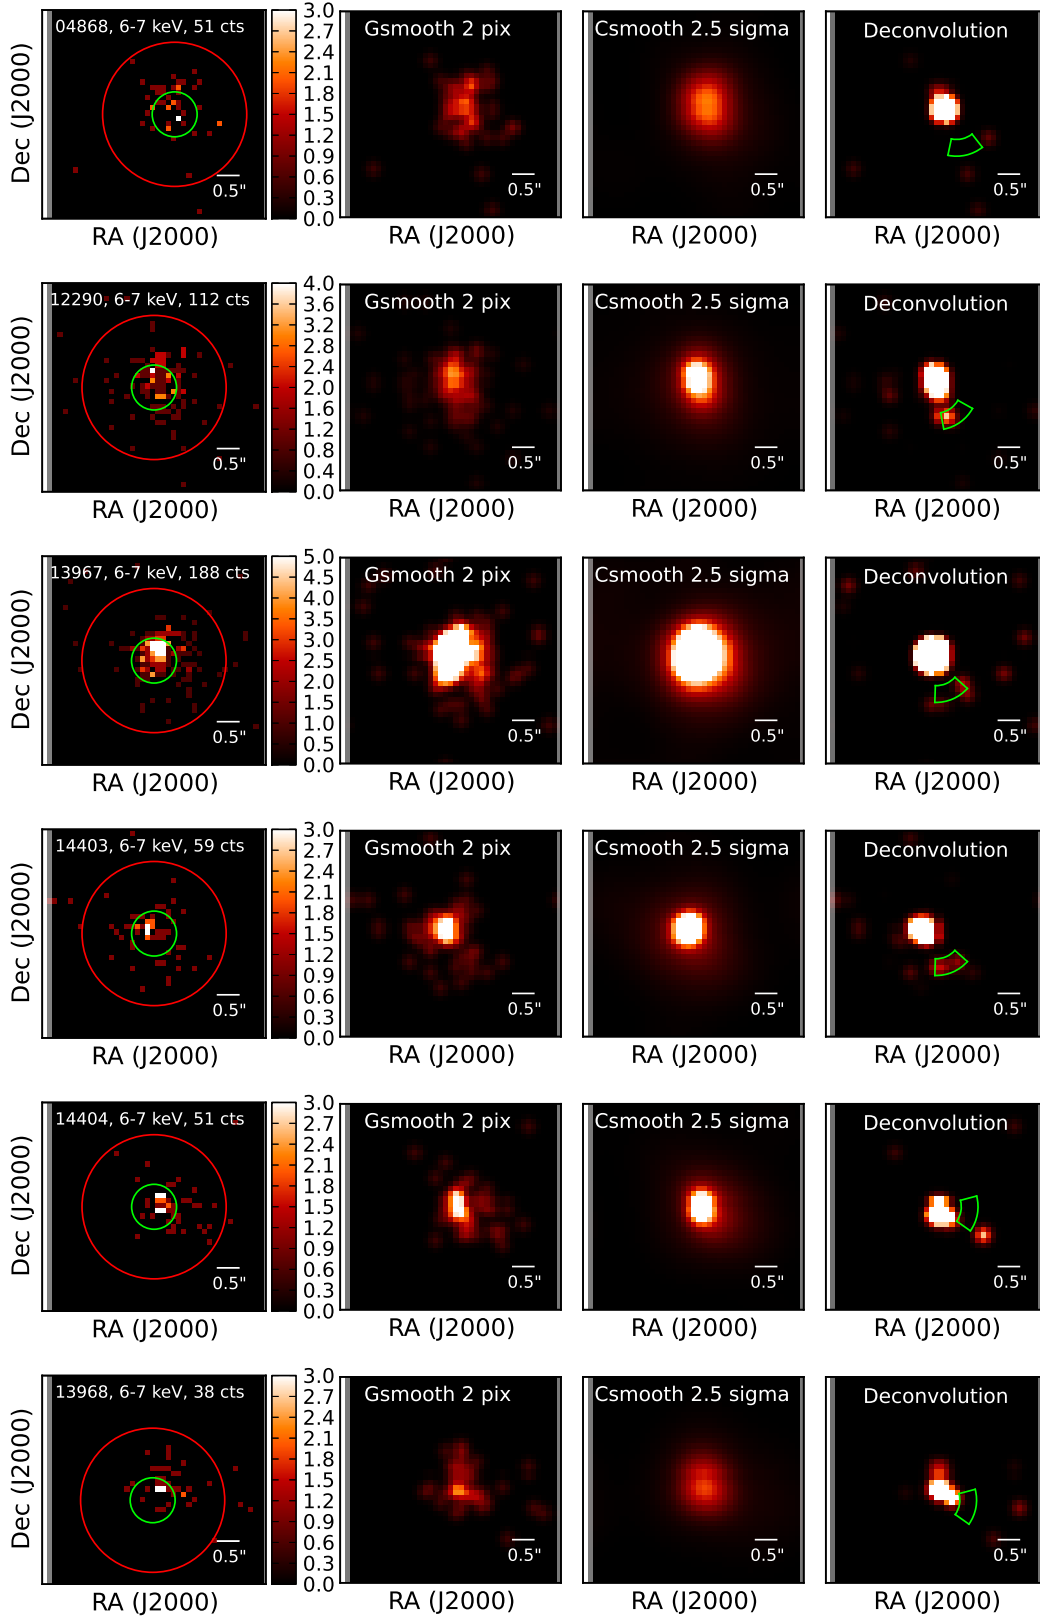 04868, 6-7 keV, 51 cts
Gsmooth 2 pix
Csmooth 2.5 sigma
Deconvolution
3.0
2.7
2.4
2.1
1.8
1.5
1.2
0.9
0.6
0.3
0.0
0.5"
0.5"
0.5"
0.5"
Dec (J2000)
RA (J2000)
RA (J2000)
RA (J2000)
RA (J2000)
12290, 6-7 keV, 112 cts
Gsmooth 2 pix
Csmooth 2.5 sigma
Deconvolution
4.0
3.6
3.2
2.8
2.4
2.0
1.6
1.2
0.8
0.4
0.0
0.5"
0.5"
0.5"
0.5"
Dec (J2000)
RA (J2000)
RA (J2000)
RA (J2000)
RA (J2000)
13967, 6-7 keV, 188 cts
Gsmooth 2 pix
Csmooth 2.5 sigma
Deconvolution
5.0
4.5
4.0
3.5
3.0
2.5
2.0
1.5
1.0
0.5
0.0
0.5"
0.5"
0.5"
0.5"
Dec (J2000)
RA (J2000)
RA (J2000)
RA (J2000)
RA (J2000)
14403, 6-7 keV, 59 cts
Gsmooth 2 pix
Csmooth 2.5 sigma
Deconvolution
3.0
2.7
2.4
2.1
1.8
1.5
1.2
0.9
0.6
0.3
0.0
0.5"
0.5"
0.5"
0.5"
Dec (J2000)
RA (J2000)
RA (J2000)
RA (J2000)
RA (J2000)
14404, 6-7 keV, 51 cts
Gsmooth 2 pix
Csmooth 2.5 sigma
Deconvolution
3.0
2.7
2.4
2.1
1.8
1.5
1.2
0.9
0.6
0.3
0.0
0.5"
0.5"
0.5"
0.5"
Dec (J2000)
RA (J2000)
RA (J2000)
RA (J2000)
RA (J2000)
13968, 6-7 keV, 38 cts
Gsmooth 2 pix
Csmooth 2.5 sigma
Deconvolution
3.0
2.7
2.4
2.1
1.8
1.5
1.2
0.9
0.6
0.3
0.0
0.5"
0.5"
0.5"
0.5"
Dec (J2000)
RA (J2000)
RA (J2000)
RA (J2000)
RA (J2000)